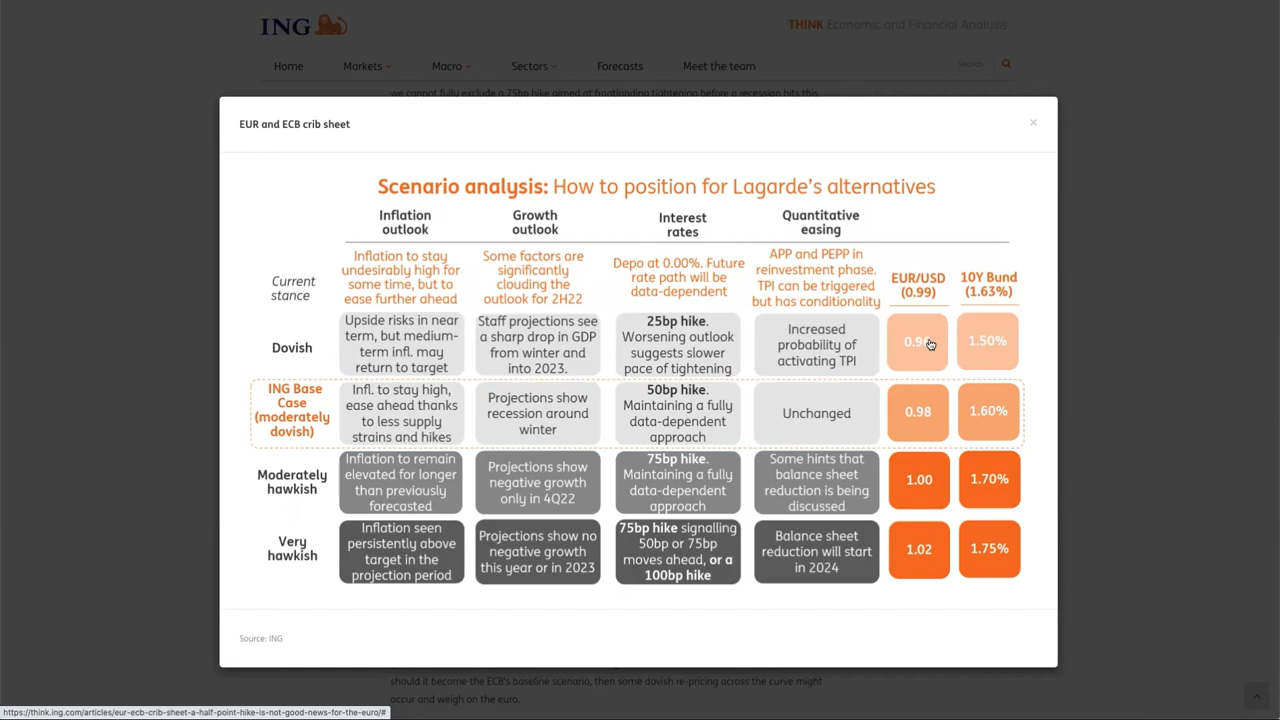 ING
THINK Economic and Financial Analysis
Home
Markets
Macro
Sectors
Forecasts
Meet the team
Search
we cannot fully exclude a 75bp hike aimed at frontloading tightening before a recession hits this
EUR and ECB crib sheet
×
Scenario analysis: How to position for Lagarde's alternatives
Inflation
outlook
Growth
outlook
Interest
rates
Quantitative
easing
Current
stance
Inflation to stay
undesirably high for
some time, but to
ease further ahead
Some factors are
significantly
clouding the
outlook for 2H22
Depo at 0.00%. Future
rate path will be
data-dependent
APP and PEPP in
reinvestment phase.
TPI can be triggered
but has conditionality
EUR/USD
(0.99)
10Y Bund
(1.63%)
Dovish
Upside risks in near
term, but medium-
term infl. may
return to target
Staff projections see
a sharp drop in GDP
from winter and
into 2023.
25bp hike.
Worsening outlook
suggests slower
pace of tightening
Increased
probability of
activating TPI
1.50%
ING Base
Case
(moderately
dovish)
Infl. to stay high,
ease ahead thanks
to less supply
strains and hikes
Projections show
recession around
winter
50bp hike.
Maintaining a fully
data-dependent
approach
Unchanged
0.98
1.60%
Moderately
hawkish
Inflation to remain
elevated for longer
than previously
forecasted
Projections show
negative growth
only in 4Q22
75bp hike.
Maintaining a fully
data-dependent
approach
Some hints that
balance sheet
reduction is being
discussed
1.00
1.70%
Very
hawkish
Inflation seen
persistently above
target in the
projection period
Projections show no
negative growth
this year or in 2023
75bp hike signalling
50bp or 75bp
moves ahead, or a
100bp hike
Balance sheet
reduction will start
in 2024
1.02
1.75%
Source: ING
should it become the ECB's baseline scenario, then some dovish re-pricing across the curve might
occur and weigh on the euro.
https://think.ing.com/articles/eur-ecb-crib-sheet-a-half-point-hike-is-not-good-news-for-the-euro/#